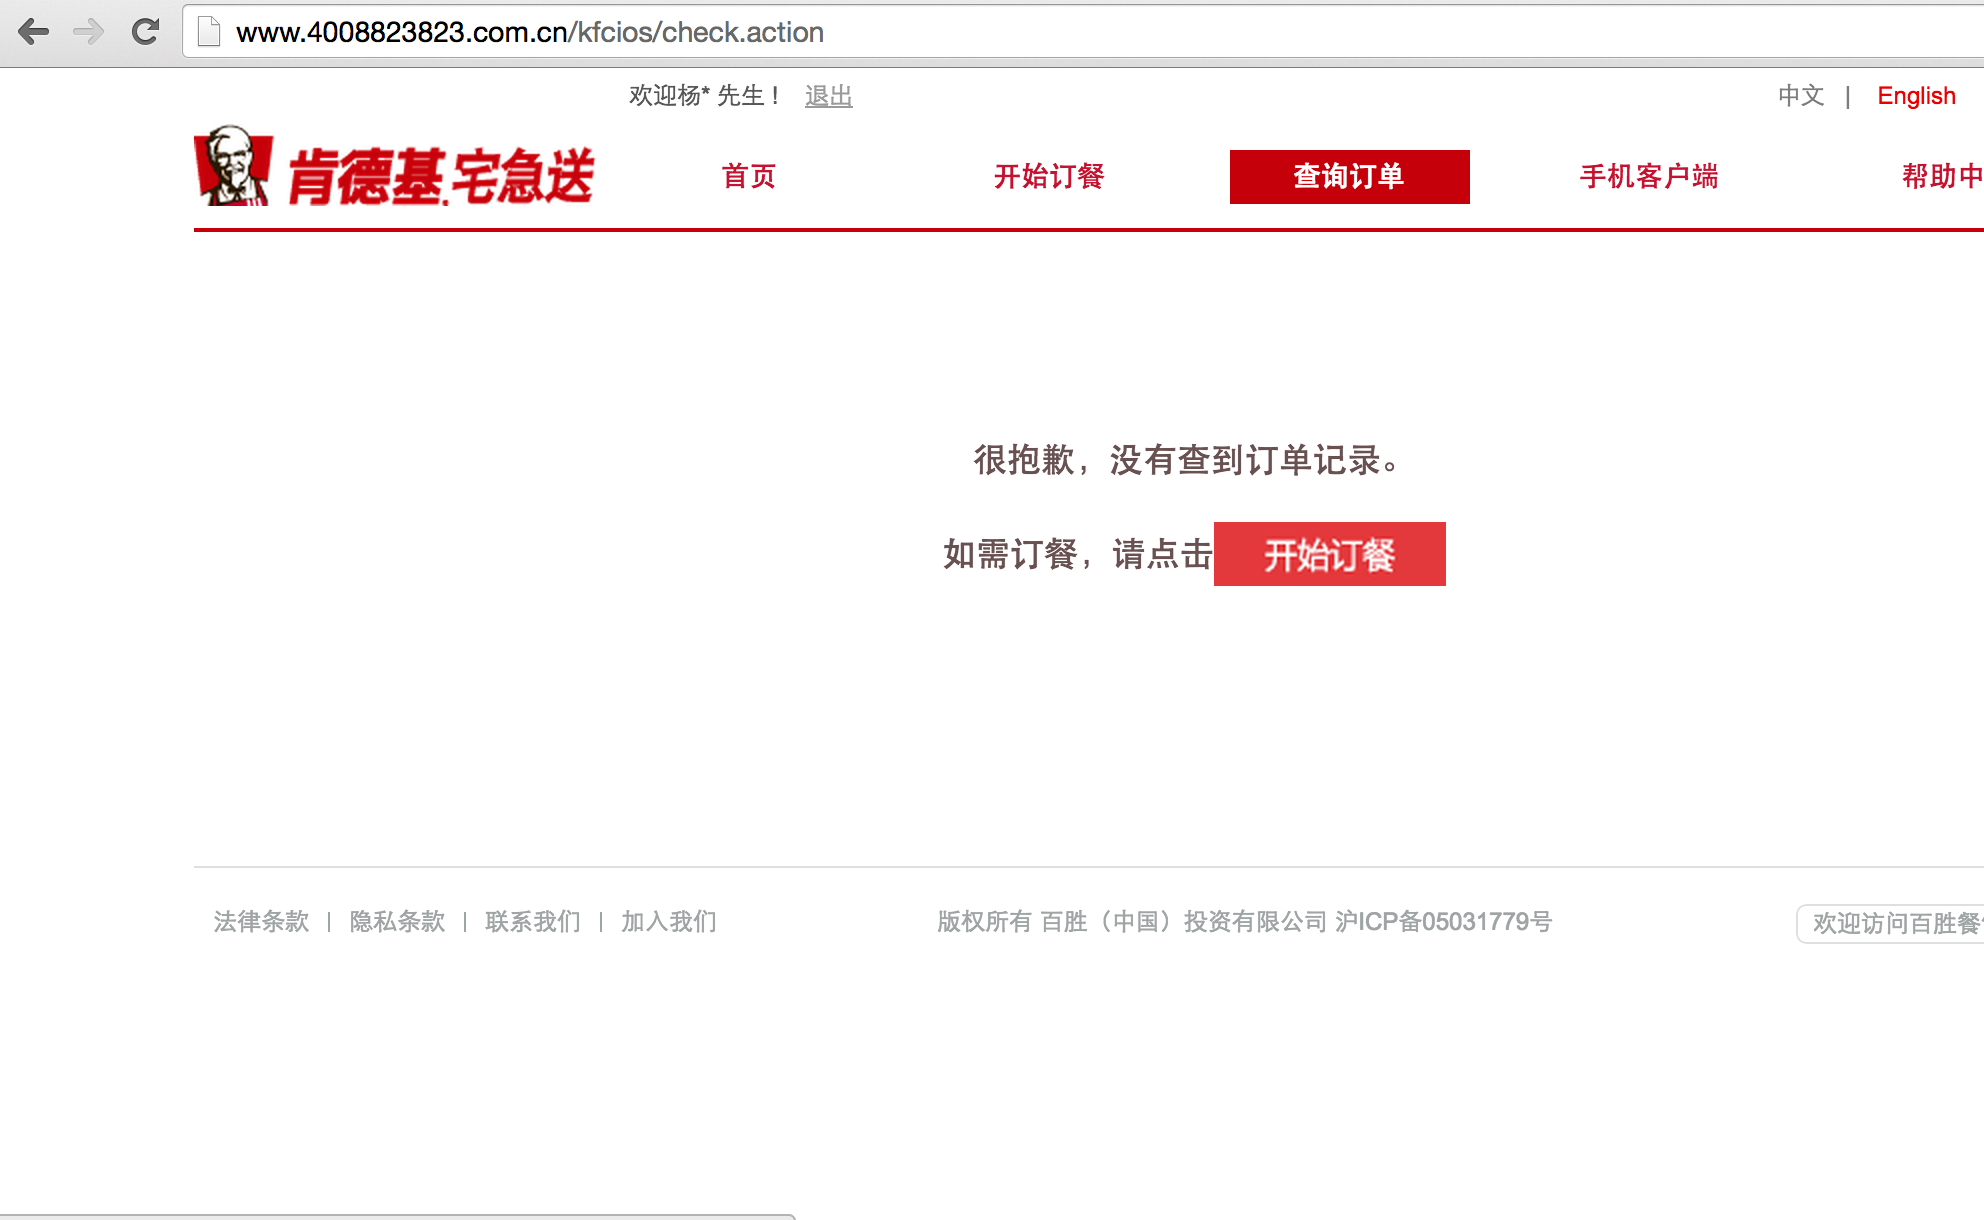 www.4008823823.com.cn/kfcios/check.action
欢迎杨* 先生！ 退出
中文 | English
肯德基.宅急送
首页 开始订餐 查询订单 手机客户端 帮助中
很抱歉，没有查到订单记录。
如需订餐，请点击 开始订餐
法律条款 | 隐私条款 | 联系我们 | 加入我们 版权所有 百胜（中国）投资有限公司 沪ICP备05031779号 欢迎访问百胜餐